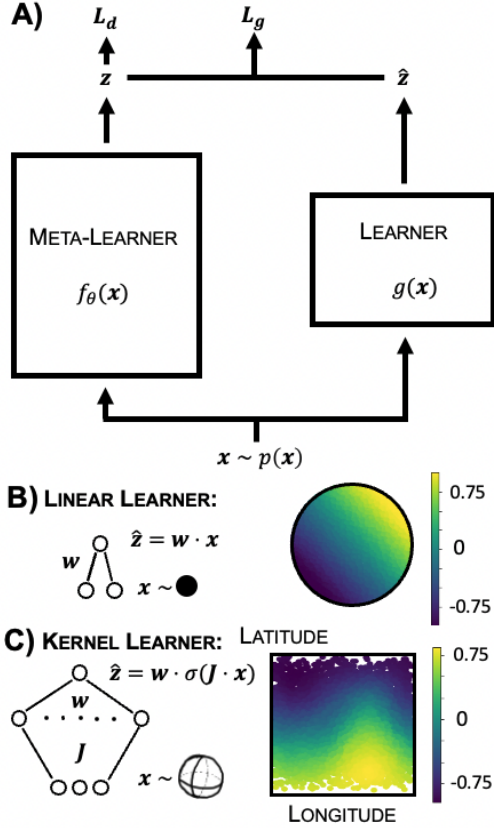 A)
L_d L_g
z ẑ
META-LEARNER
f_θ(x)
LEARNER
g(x)
x ~ p(x)
B) LINEAR LEARNER:
w
ẑ = w · x
x ~
0.75
0
-0.75
C) KERNEL LEARNER:
ẑ = w · σ(J · x)
w
J
x ~
LATITUDE
LONGITUDE
0.75
0
-0.75